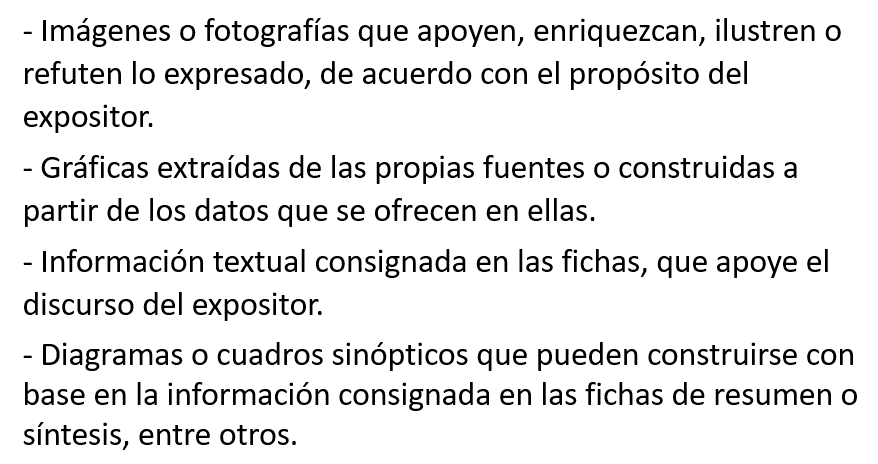 - Imágenes o fotografías que apoyen, enriquezcan, ilustren o
refuten lo expresado, de acuerdo con el propósito del
expositor.
- Gráficas extraídas de las propias fuentes o construidas a
partir de los datos que se ofrecen en ellas.
- Información textual consignada en las fichas, que apoye el
discurso del expositor.
- Diagramas o cuadros sinópticos que pueden construirse con
base en la información consignada en las fichas de resumen o
síntesis, entre otros.